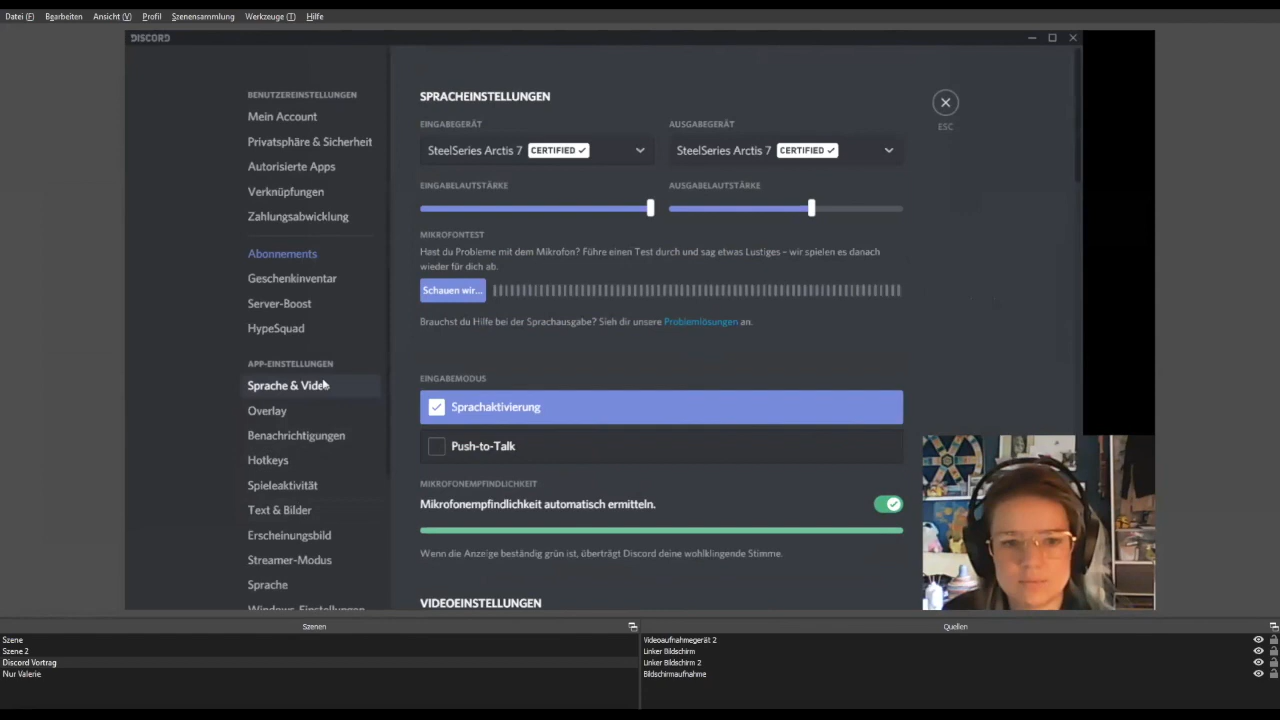 Datei (F) Bearbeiten Ansicht (V) Profil Szenensammlung Werkzeuge (T) Hilfe
DISCORD
BENUTZEREINSTELLUNGEN
Mein Account
Privatsphäre & Sicherheit
Autorisierte Apps
Verknüpfungen
Zahlungsabwicklung
Abonnements
Geschenkinventar
Server-Boost
HypeSquad
APP-EINSTELLUNGEN
Sprache & Video
Overlay
Benachrichtigungen
Hotkeys
Spieleaktivität
Text & Bilder
Erscheinungsbild
Streamer-Modus
Sprache
Windows-Einstellungen
SPRACHEINSTELLUNGEN
ESC
EINGABEGERÄT AUSGABEGERÄT
SteelSeries Arctis 7 CERTIFIED SteelSeries Arctis 7 CERTIFIED
EINGABELAUTSTÄRKE AUSGABELAUTSTÄRKE
MIKROFONTEST
Hast du Probleme mit dem Mikrofon? Führe einen Test durch und sag etwas Lustiges – wir spielen es danach
wieder für dich ab.
Schauen wir...
Brauchst du Hilfe bei der Sprachausgabe? Sieh dir unsere Problemlösungen an.
EINGABEMODUS
Sprachaktivierung
Push-to-Talk
MIKROFONEMPFINDLICHKEIT
Mikrofonempfindlichkeit automatisch ermitteln.
Wenn die Anzeige beständig grün ist, überträgt Discord deine wohlklingende Stimme.
VIDEOEINSTELLUNGEN
Szenen
Szene
Szene 2
Discord Vortrag
Nur Valerie
Quellen
Videoaufnahmegerät 2
Linker Bildschirm
Linker Bildschirm 2
Bildschirmaufnahme